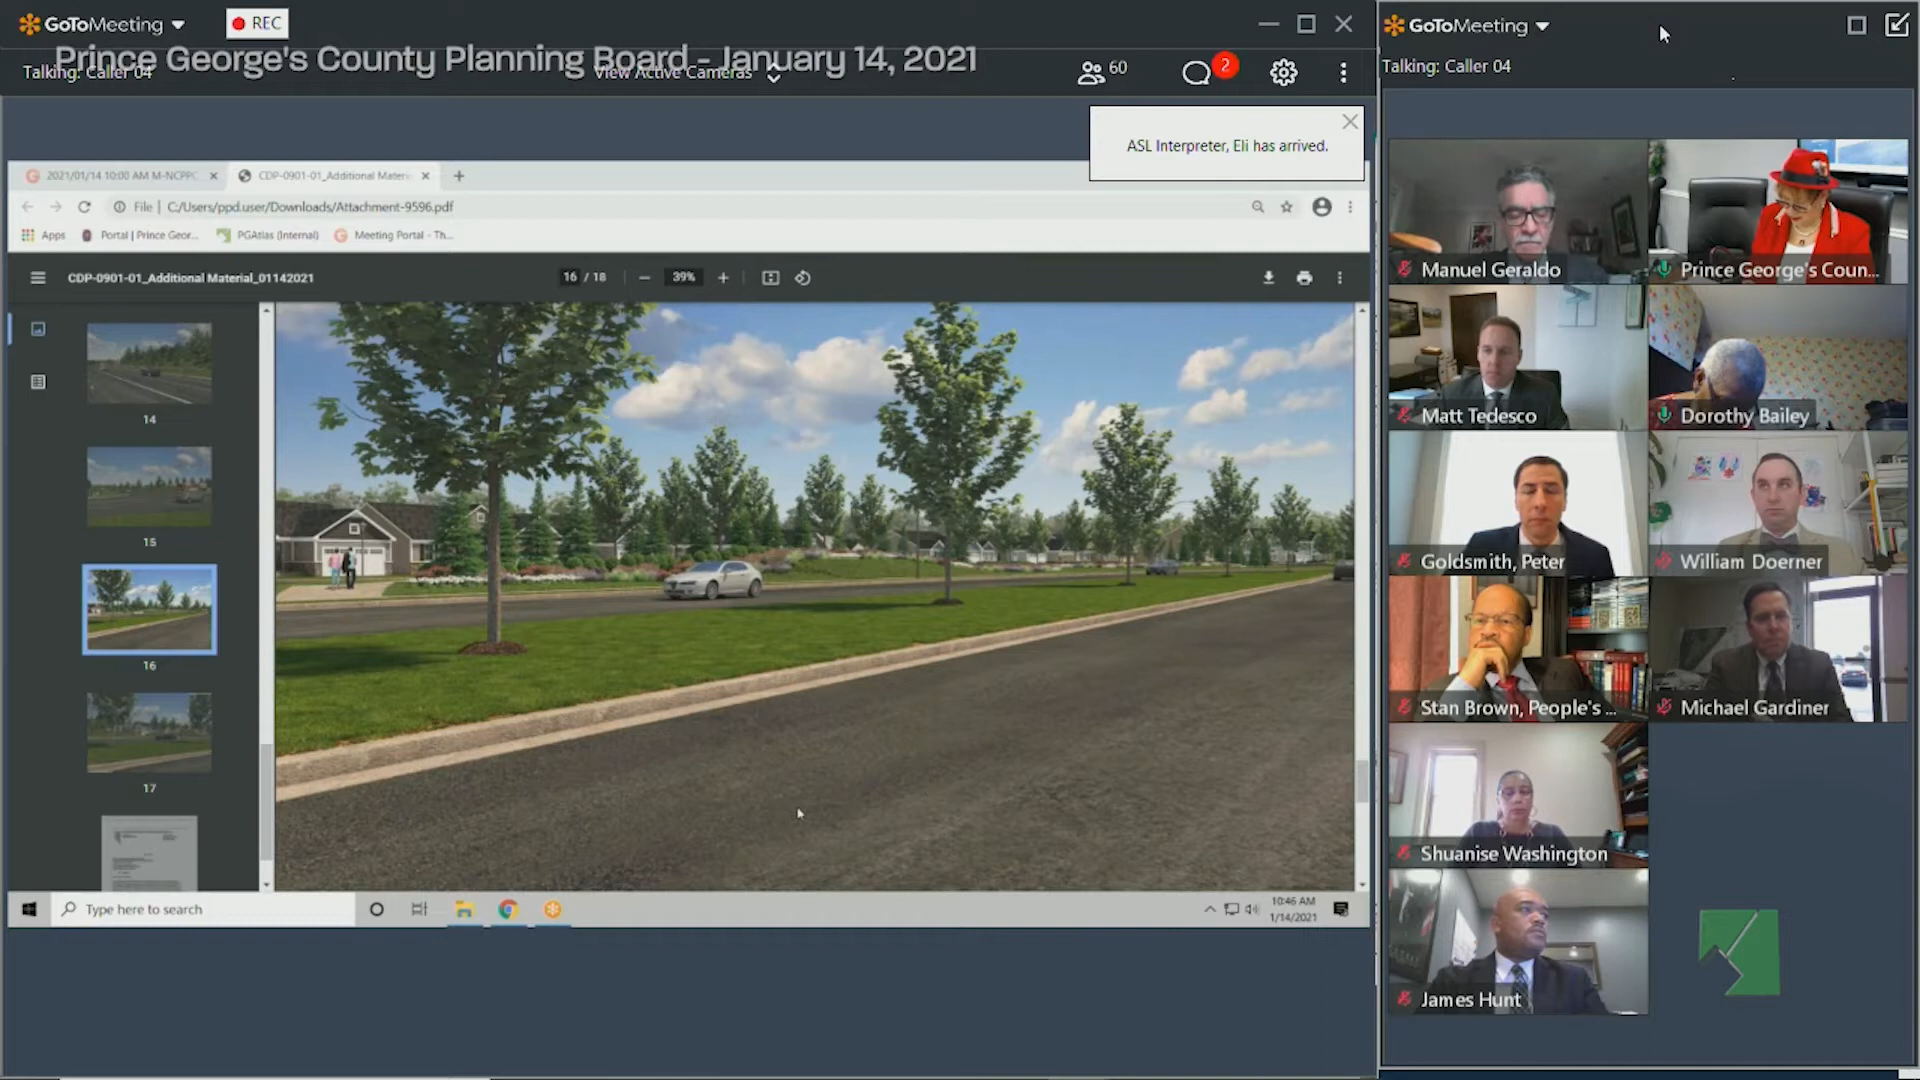 GoToMeeting
REC
Prince George's County Planning Board - January 14, 2021
Talking: Caller 04
View Active Cameras
60
2
ASL Interpreter, Eli has arrived.
2021/01/14 10:00 AM M-NCPPC
CDP-0901-01_Additional Materi
File
C:/Users/ppd.user/Downloads/Attachment-9596.pdf
Apps
Portal | Prince Geor...
PGAtlas (Internal)
Meeting Portal - Th...
CDP-0901-01_Additional Material_01142021
16 / 18
39%
14
15
16
17
Type here to search
10:46 AM
1/14/2021
GoToMeeting
Talking: Caller 04
Manuel Geraldo
Prince George's Coun...
Matt Tedesco
Dorothy Bailey
Goldsmith, Peter
William Doerner
Stan Brown, People's ...
Michael Gardiner
Shuanise Washington
James Hunt